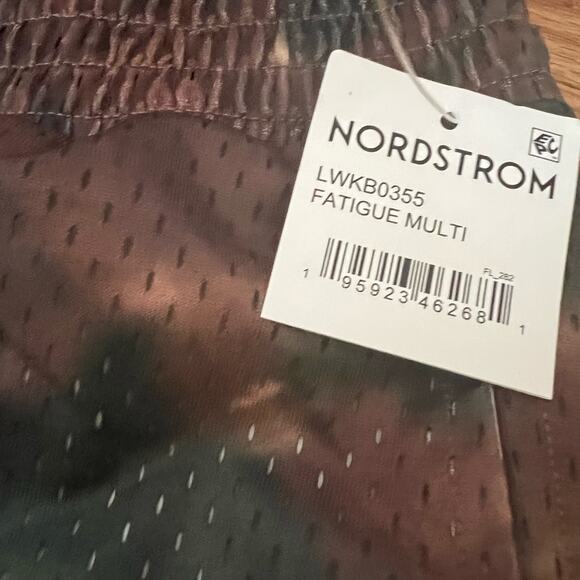 NORDSTROM
LWKB0355
FATIGUE MULTI
FL_282
1 95923 46268 1